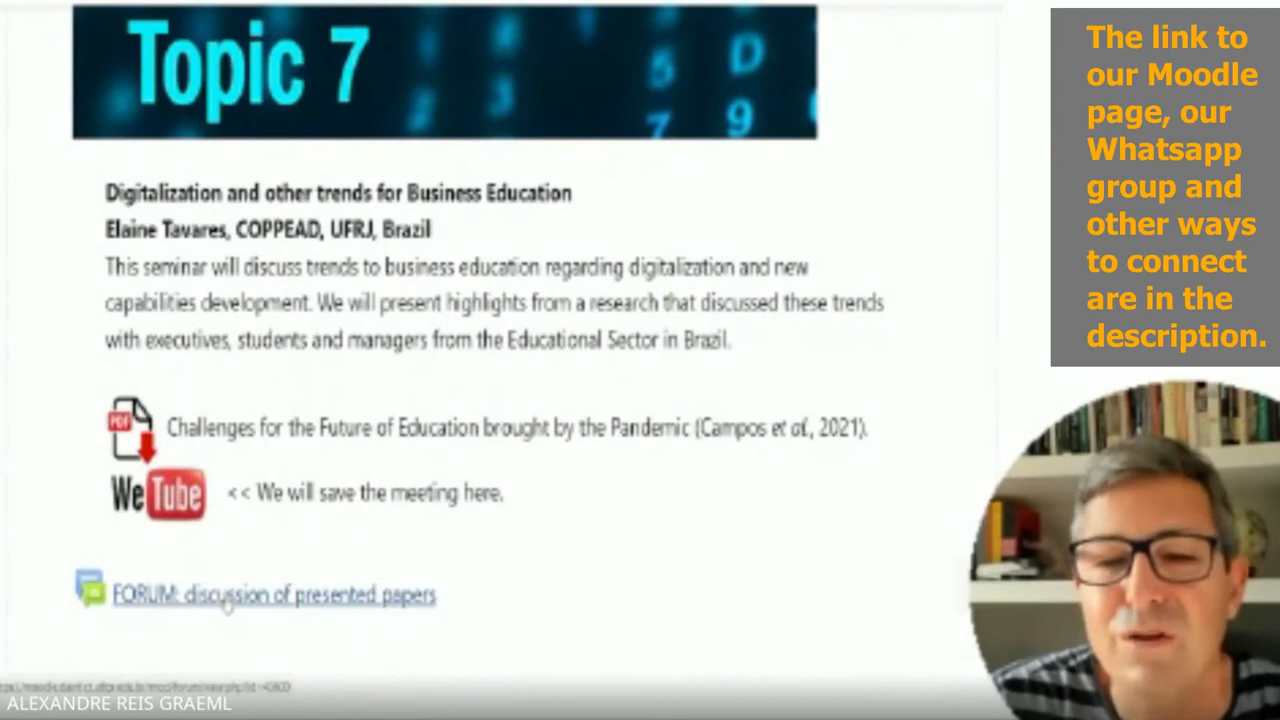 Topic 7
5 D
2 3 7 9
Digitalization and other trends for Business Education
Elaine Tavares, COPPEAD, UFRJ, Brazil
This seminar will discuss trends to business education regarding digitalization and new
capabilities development. We will present highlights from a research that discussed these trends
with executives, students and managers from the Educational Sector in Brazil.
PDF
Challenges for the Future of Education brought by the Pandemic (Campos et al., 2021).
WeTube
<< We will save the meeting here.
FORUM: discussion of presented papers
ALEXANDRE REIS GRAEML
The link to
our Moodle
page, our
Whatsapp
group and
other ways
to connect
are in the
description.